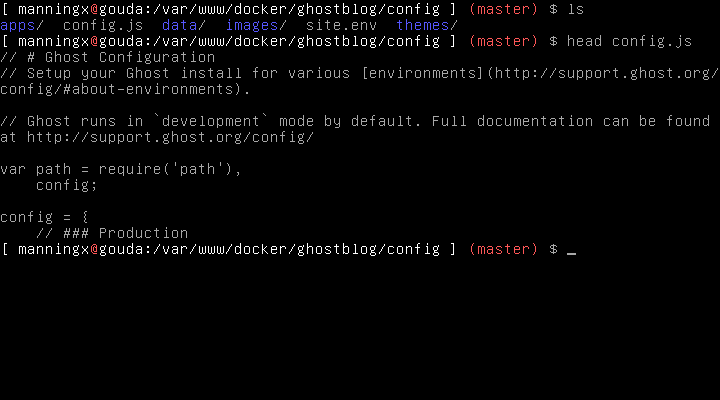 [ manningx@gouda:/var/www/docker/ghostblog/config ] (master) $ ls
apps/  config.js  data/  images/  site.env  themes/
[ manningx@gouda:/var/www/docker/ghostblog/config ] (master) $ head config.js
// # Ghost Configuration
// Setup your Ghost install for various [environments](http://support.ghost.org/
config/#about-environments).
// Ghost runs in `development` mode by default. Full documentation can be found
at http://support.ghost.org/config/
var path = require('path'),
    config;
config = {
    // ### Production
[ manningx@gouda:/var/www/docker/ghostblog/config ] (master) $ _